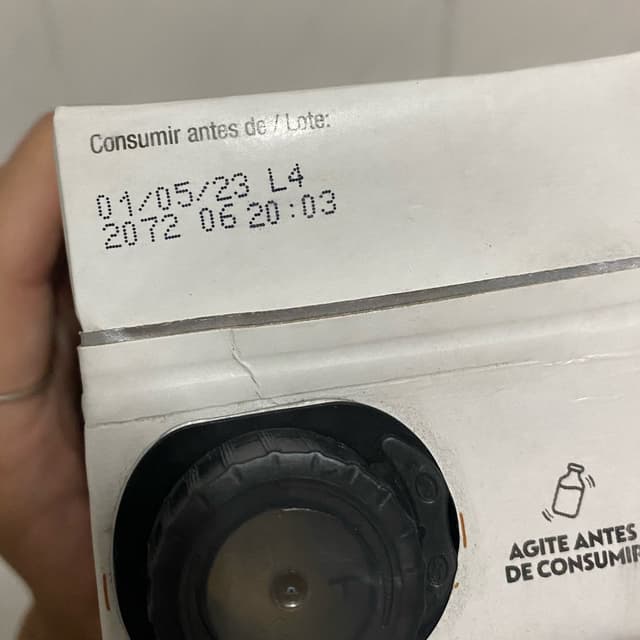 Consumir antes de / Lote:
01/05/23 L4
2072 06 20:03
AGITE ANTES
DE CONSUMIR